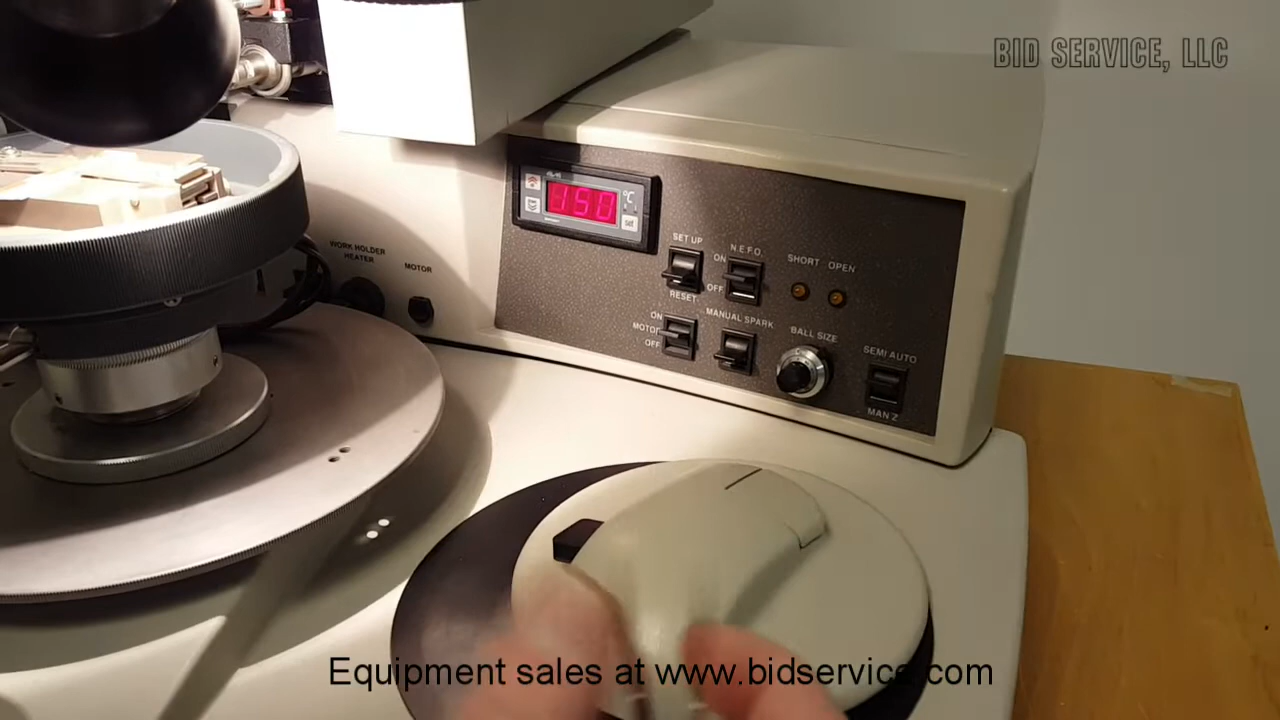 BID SERVICE, LLC
150
°C
set
WORK HOLDER
HEATER
MOTOR
SET UP
RESET
N.E.F.O.
ON
OFF
SHORT
OPEN
ON
MOTOR
OFF
MANUAL SPARK
BALL SIZE
SEMI AUTO
MAN Z
Equipment sales at www.bidservice.com